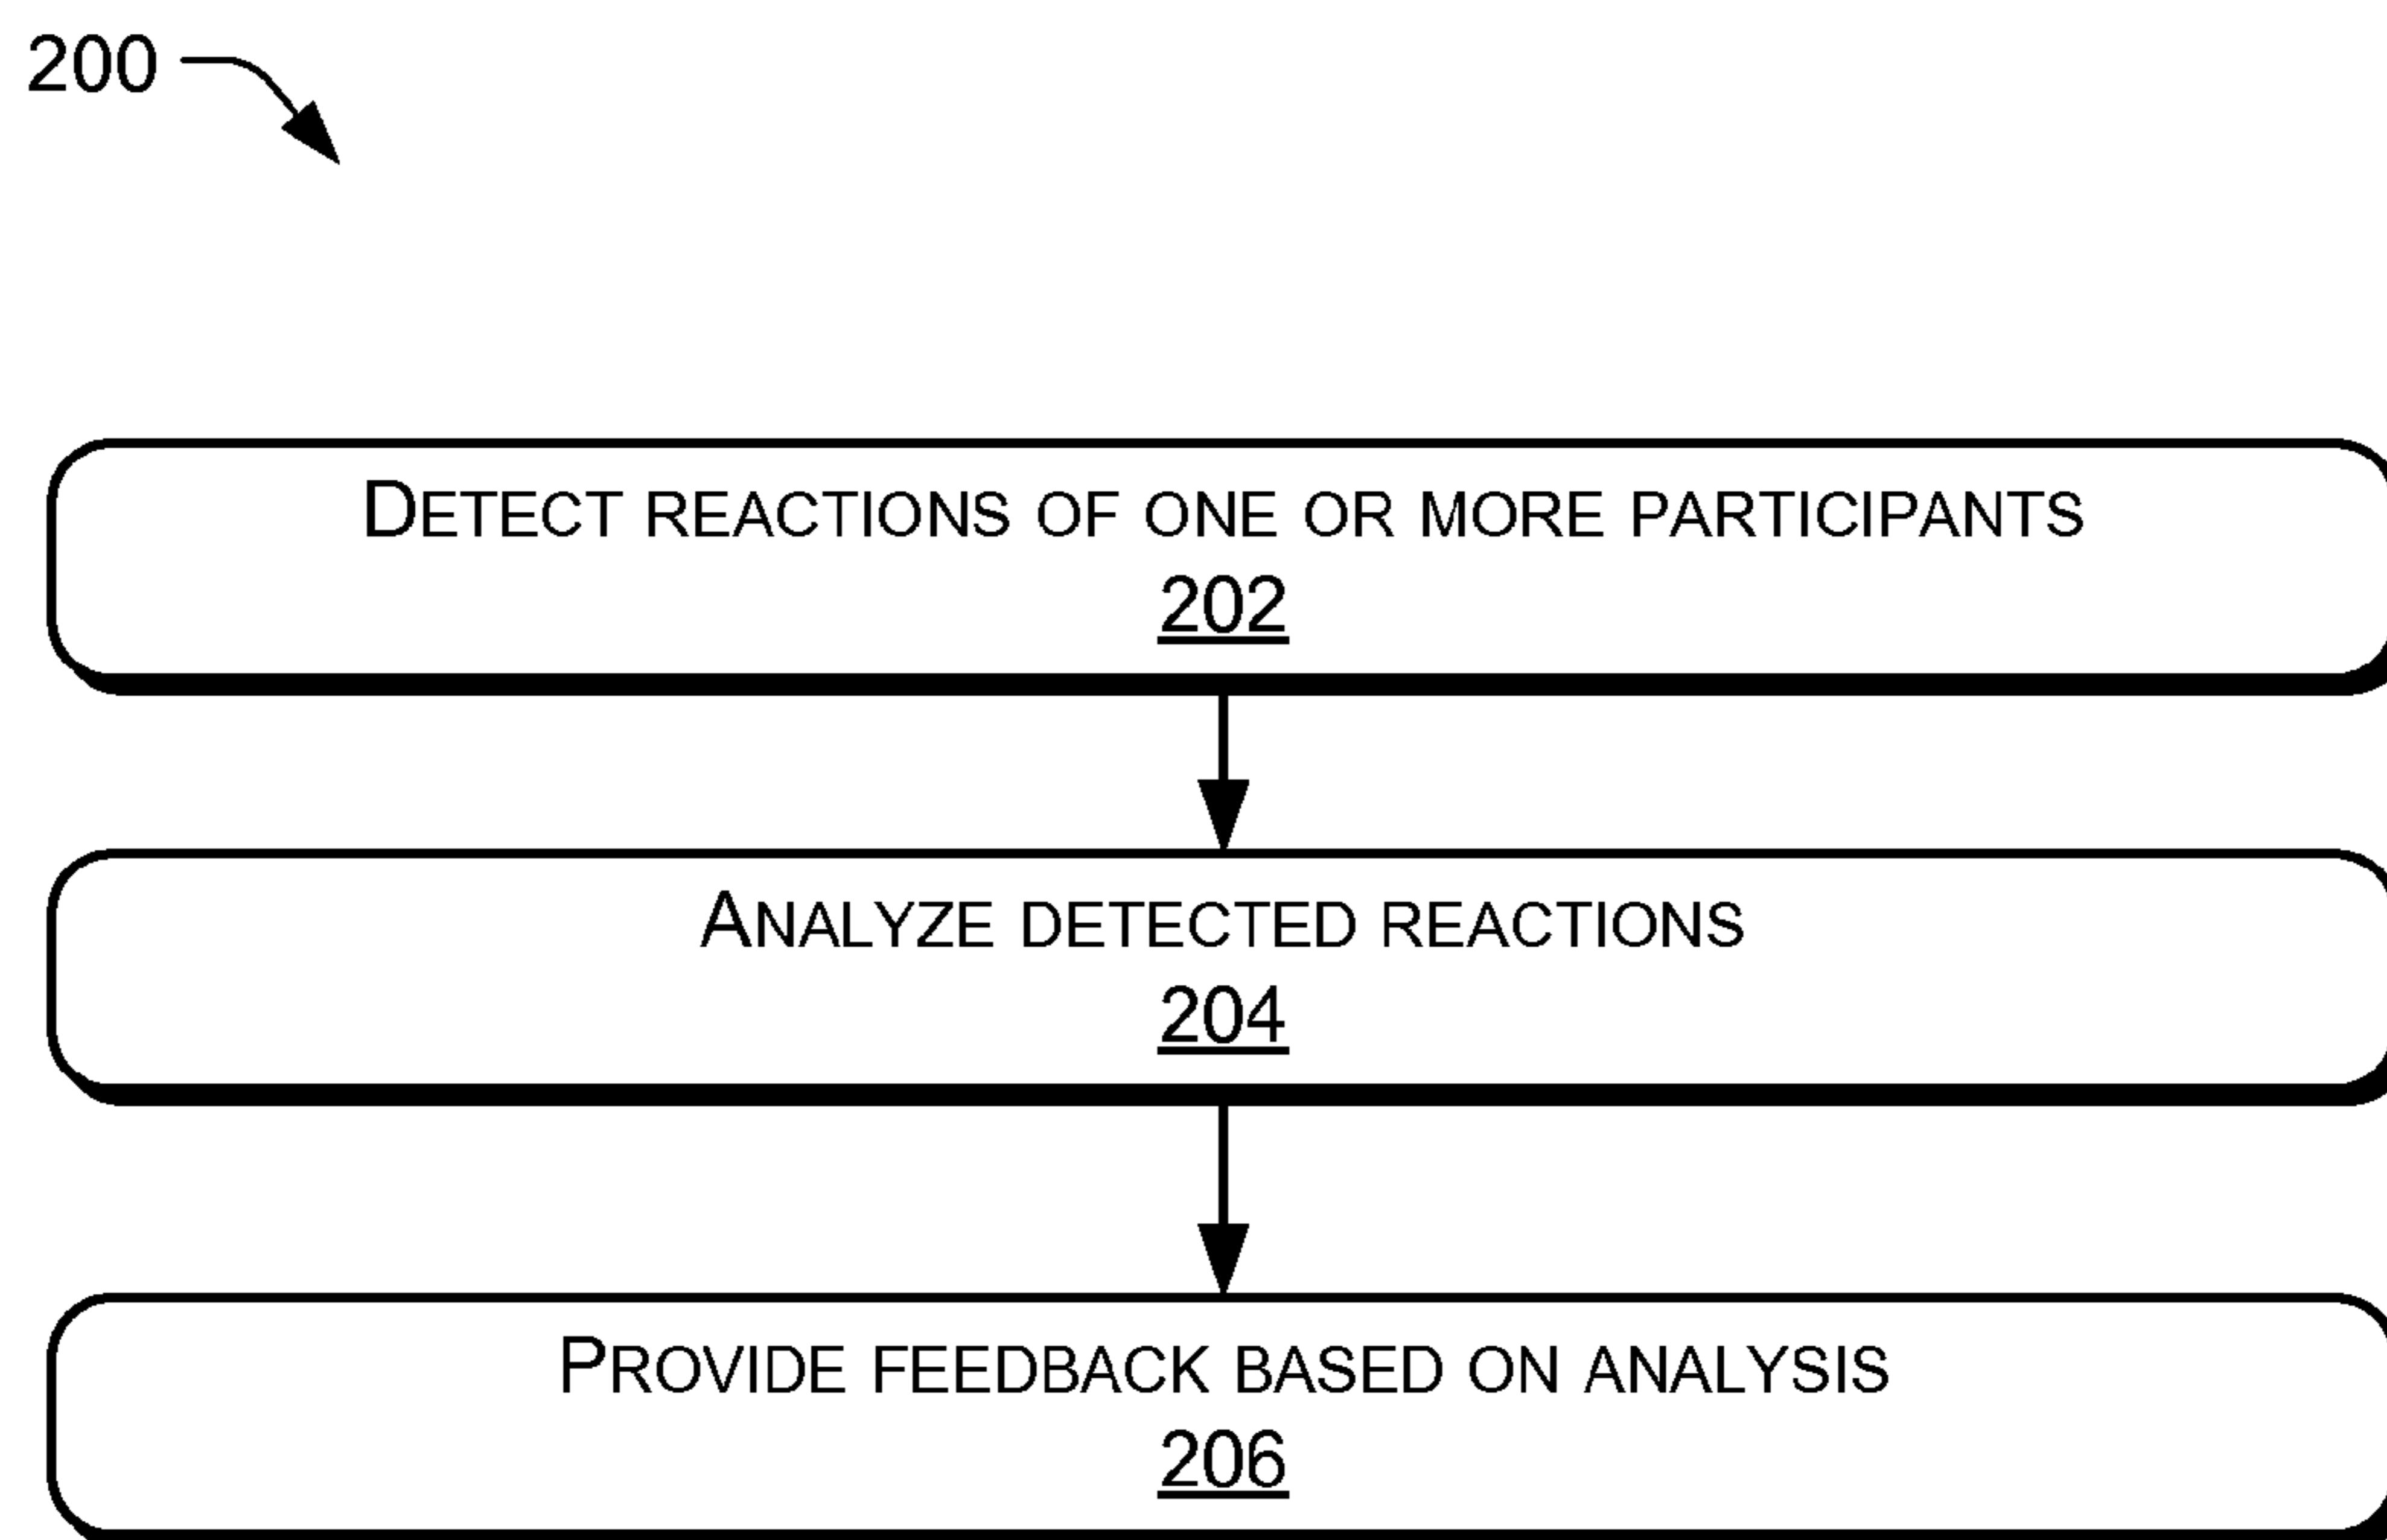 200
DETECT REACTIONS OF ONE OR MORE PARTICIPANTS
202
ANALYZE DETECTED REACTIONS
204
PROVIDE FEEDBACK BASED ON ANALYSIS
206